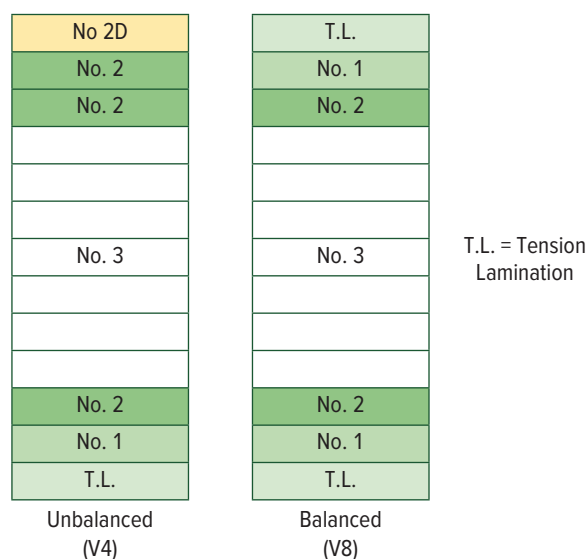 No 2D
No. 2
No. 2
No. 3
No. 2
No. 1
T.L.
Unbalanced
(V4)
T.L.
No. 1
No. 2
No. 3
No. 2
No. 1
T.L.
Balanced
(V8)
T.L. = Tension
Lamination